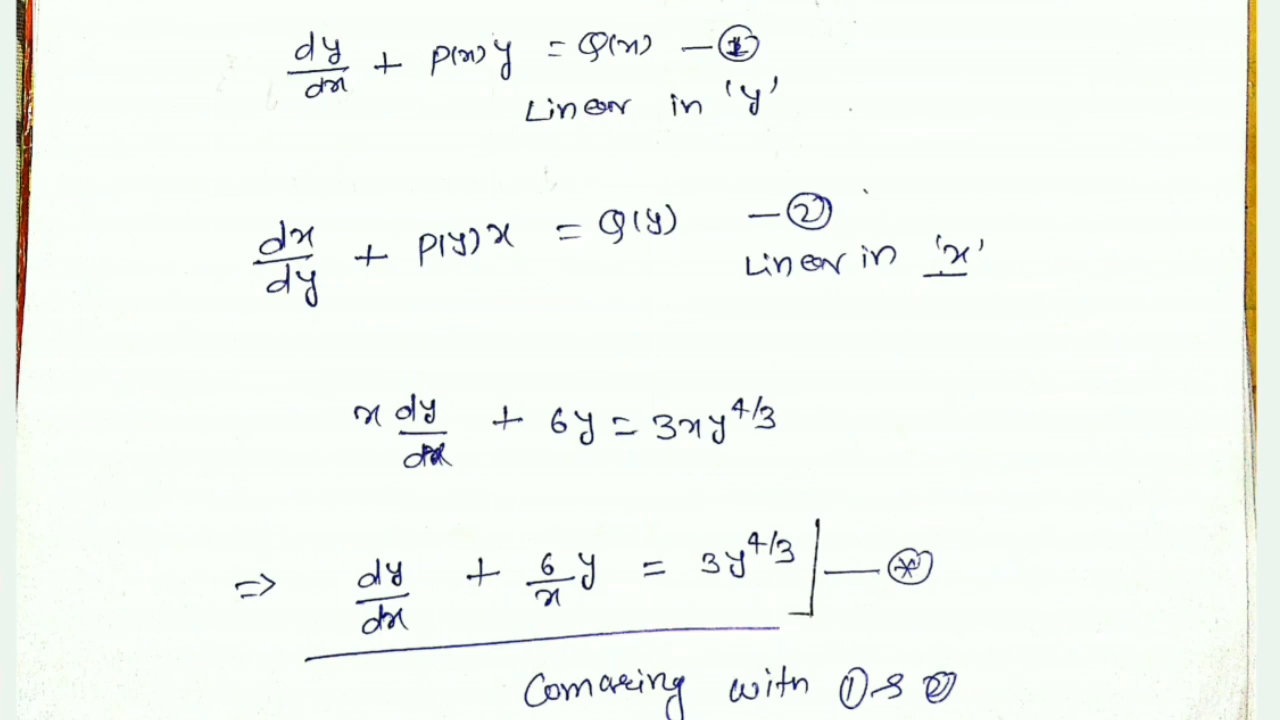 dy/dx + P(x)y = Q(x) — ①
Linear in 'y'
dx/dy + P(y)x = Q(y) — ②
Linear in 'x'
x dy/dx + 6y = 3xy^4/3
=> dy/dx + 6/x y = 3y^4/3 ] — ⊛
Comaring with ① & ②